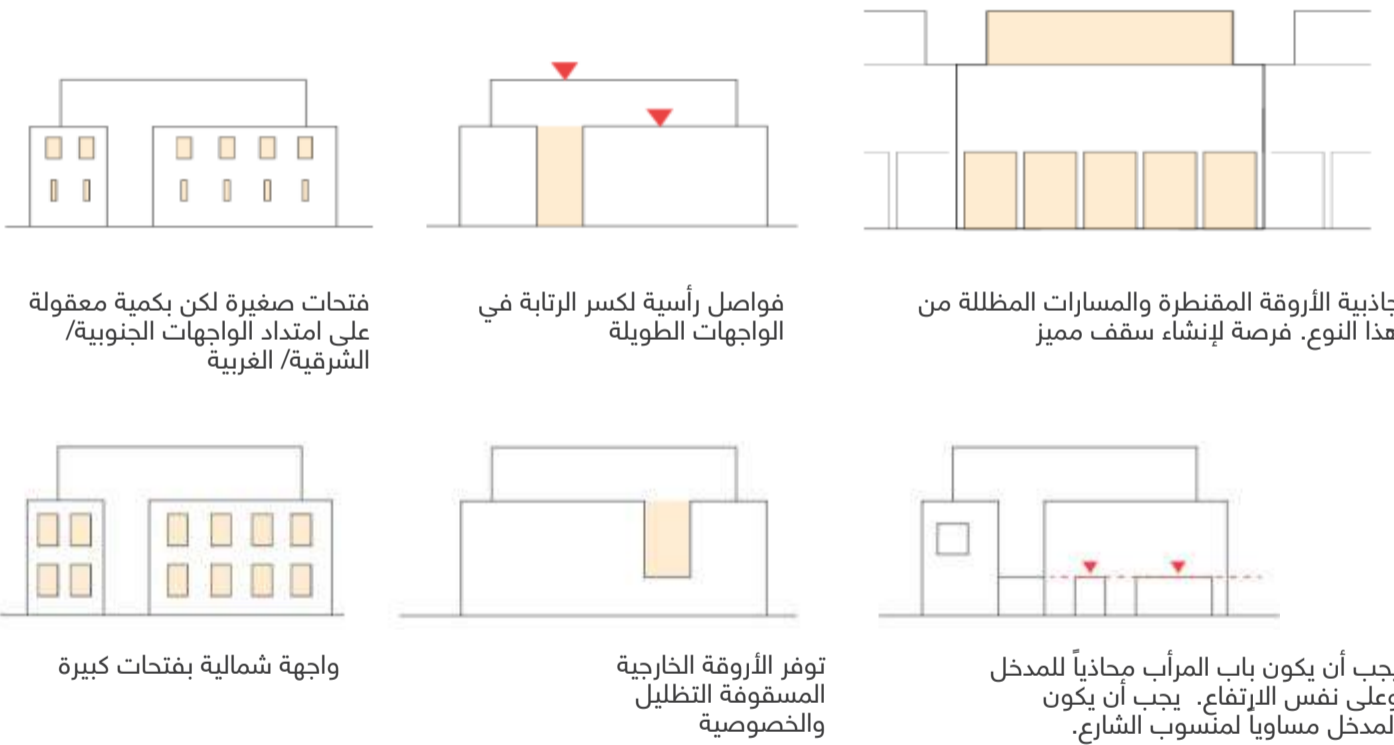 جاذبية الأروقة المقنطرة والمسارات المظللة من
هذا النوع. فرصة لإنشاء سقف مميز
فواصل رأسية لكسر الرتابة في
الواجهات الطويلة
فتحات صغيرة لكن بكمية معقولة
على امتداد الواجهات الجنوبية/
الشرقية/ الغربية
يجب أن يكون باب المرأب محاذياً للمدخل
وعلى نفس الارتفاع. يجب أن يكون
المدخل مساوياً لمنسوب الشارع.
توفر الأروقة الخارجية
المسقوفة التظليل
والخصوصية
واجهة شمالية بفتحات كبيرة